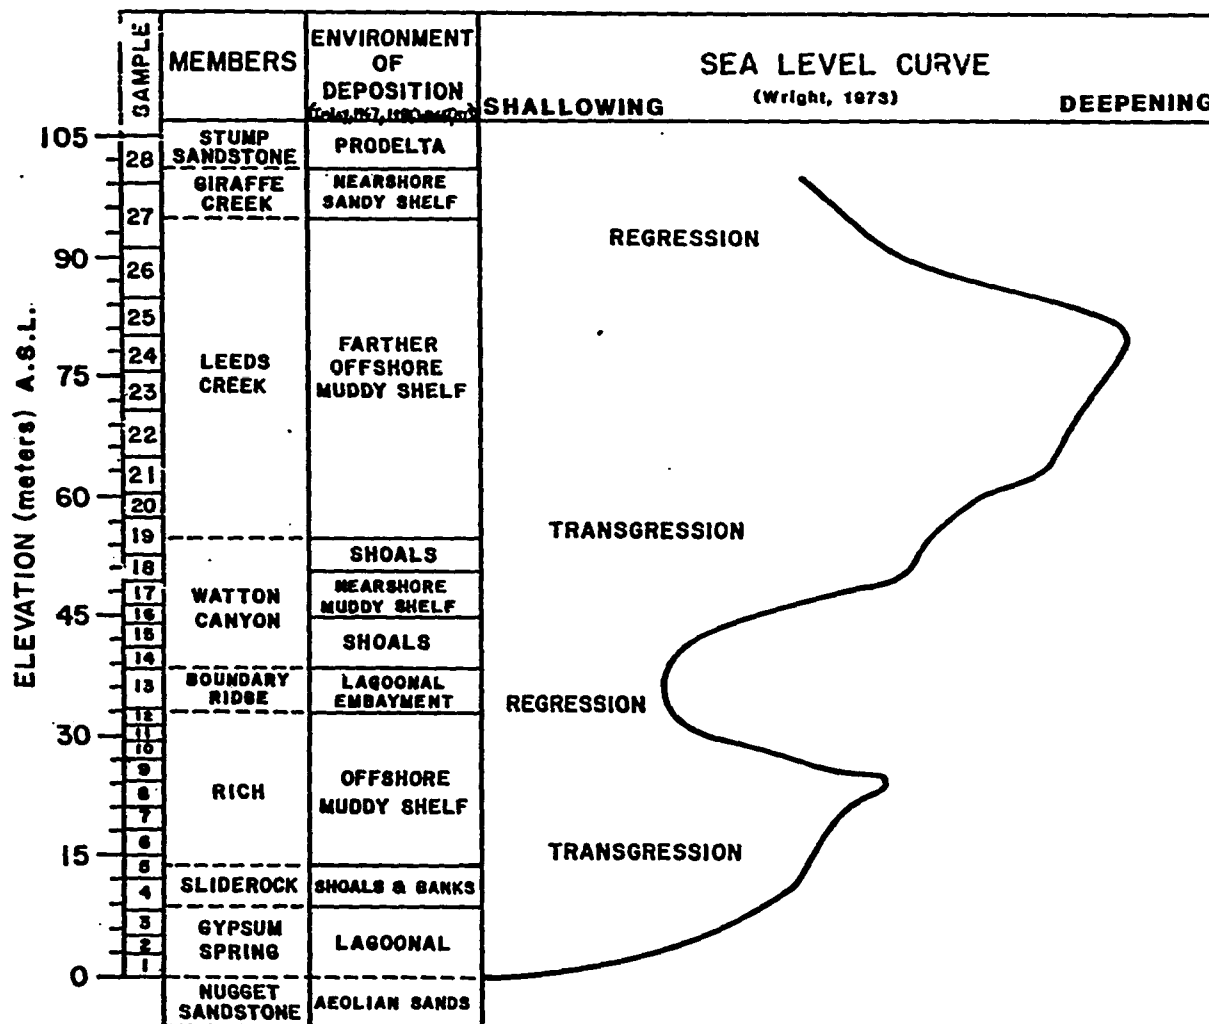 SAMPLE
MEMBERS
ENVIRONMENT
OF
DEPOSITION
SEA LEVEL CURVE
(Wright, 1973)
SHALLOWING
DEEPENING
ELEVATION (meters) A.S.L.
105
90
75
60
45
30
15
0
28
27
26
25
24
23
22
21
20
19
18
17
16
15
14
13
12
11
10
9
8
7
6
5
4
3
2
1
STUMP
SANDSTONE
PRODELTA
GIRAFFE
CREEK
NEARSHORE
SANDY SHELF
LEEDS
CREEK
FARTHER
OFFSHORE
MUDDY SHELF
WATTON
CANYON
SHOALS
NEARSHORE
MUDDY SHELF
SHOALS
BOUNDARY
RIDGE
LAGOONAL
EMBAYMENT
RICH
OFFSHORE
MUDDY SHELF
SLIDEROCK
SHOALS & BANKS
GYPSUM
SPRING
LAGOONAL
NUGGET
SANDSTONE
AEOLIAN SANDS
REGRESSION
TRANSGRESSION
REGRESSION
TRANSGRESSION